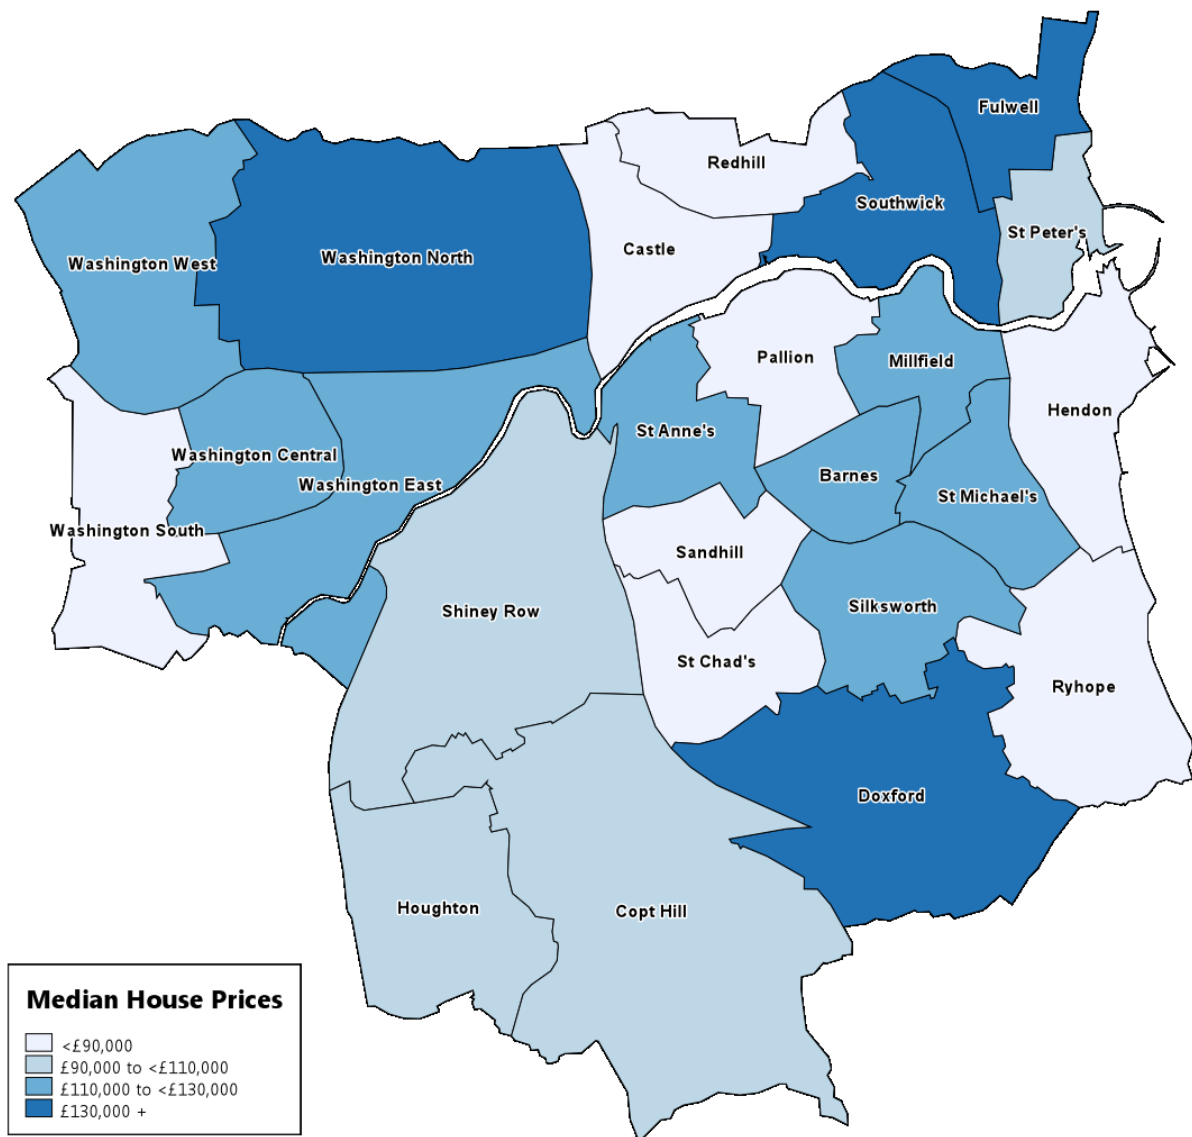 Fulwell
Redhill
Southwick
St Peter's
Castle
Washington North
Washington West
Pallion
Millfield
Hendon
St Anne's
Washington Central
Barnes
Washington East
St Michael's
Washington South
Sandhill
Silksworth
Shiney Row
St Chad's
Ryhope
Doxford
Houghton
Copt Hill
Median House Prices
<£90,000
£90,000 to <£110,000
£110,000 to <£130,000
£130,000 +